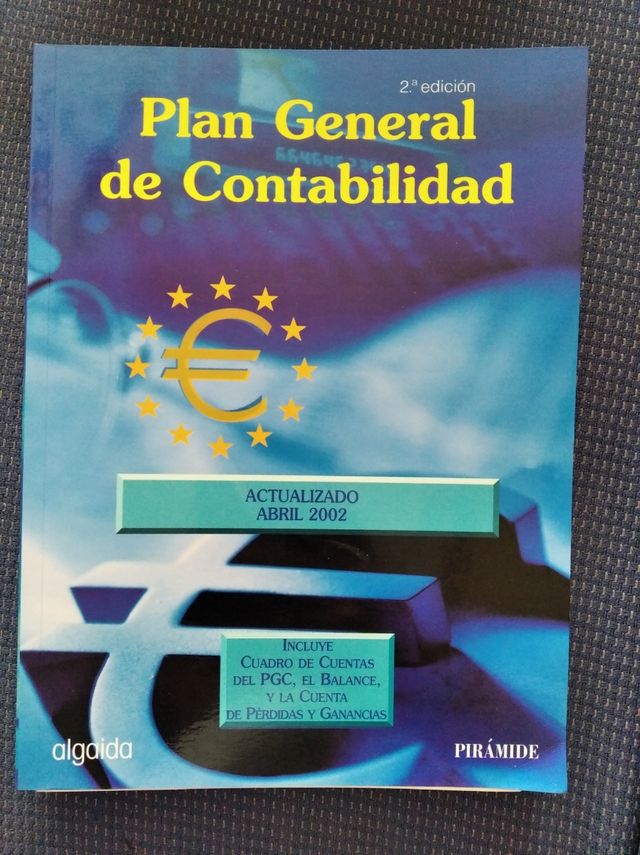 2.ª edición
Plan General
de Contabilidad
ACTUALIZADO
ABRIL 2002
INCLUYE
CUADRO DE CUENTAS
DEL PGC, EL BALANCE,
Y LA CUENTA
DE PÉRDIDAS Y GANANCIAS
algaida
PIRÁMIDE